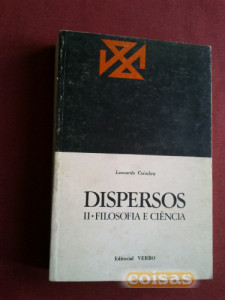 Leonardo Coimbra
DISPERSOS
II • FILOSOFIA E CIÊNCIA
Editorial VERBO
coisas